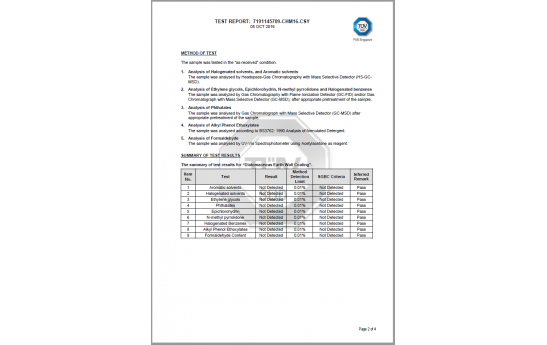 TEST REPORT: 7191145789-CHM16-CSY
05 OCT 2016
TÜV
PSB Singapore
METHOD OF TEST
The sample was tested in the "as received" condition.
1. Analysis of Halogenated solvents, and Aromatic solvents
The sample was analysed by Headspace-Gas Chromatography with Mass Selective Detector (HS-GC-
MSD).
2. Analysis of Ethylene glycols, Epichlorohydrin, N-methyl pyrrolidone and Halogenated benzenes
The sample was analysed by Gas Chromatography with Flame Ionization Detector (GC-FID) and/or Gas
Chromatograph with Mass Selective Detector (GC-MSD), after appropriate pretreatment of the sample.
3. Analysis of Phthalates
The sample was analysed by Gas Chromatography with Mass Selective Detector (GC-MSD) after
appropriate pretreatment of the sample.
4. Analysis of Alkyl Phenol Ethoxylates
The sample was analysed according to BS3762: 1990 Analysis of Formulated Detergent.
5. Analysis of Formaldehyde
The sample was analysed by UV-Vis Spectrophotometer using Acetylacetone as reagent.
SUMMARY OF TEST RESULTS
The summary of test results for "Diatomaceous Earth Wall Coating":
Item No. Test Result Method Detection Limit SGBC Criteria Inferred Remark
1 Aromatic solvents Not Detected 0.01% Not Detected Pass
2 Halogenated solvents Not Detected 0.01% Not Detected Pass
3 Ethylene glycols Not Detected 0.01% Not Detected Pass
4 Phthalates Not Detected 0.01% Not Detected Pass
5 Epichlorohydrin Not Detected 0.01% Not Detected Pass
6 N-methyl pyrrolidone Not Detected 0.01% Not Detected Pass
7 Halogenated Benzenes Not Detected 0.01% Not Detected Pass
8 Alkyl Phenol Ethoxylates Not Detected 0.01% Not Detected Pass
9 Formaldehyde Content Not Detected 0.01% Not Detected Pass
Page 2 of 4